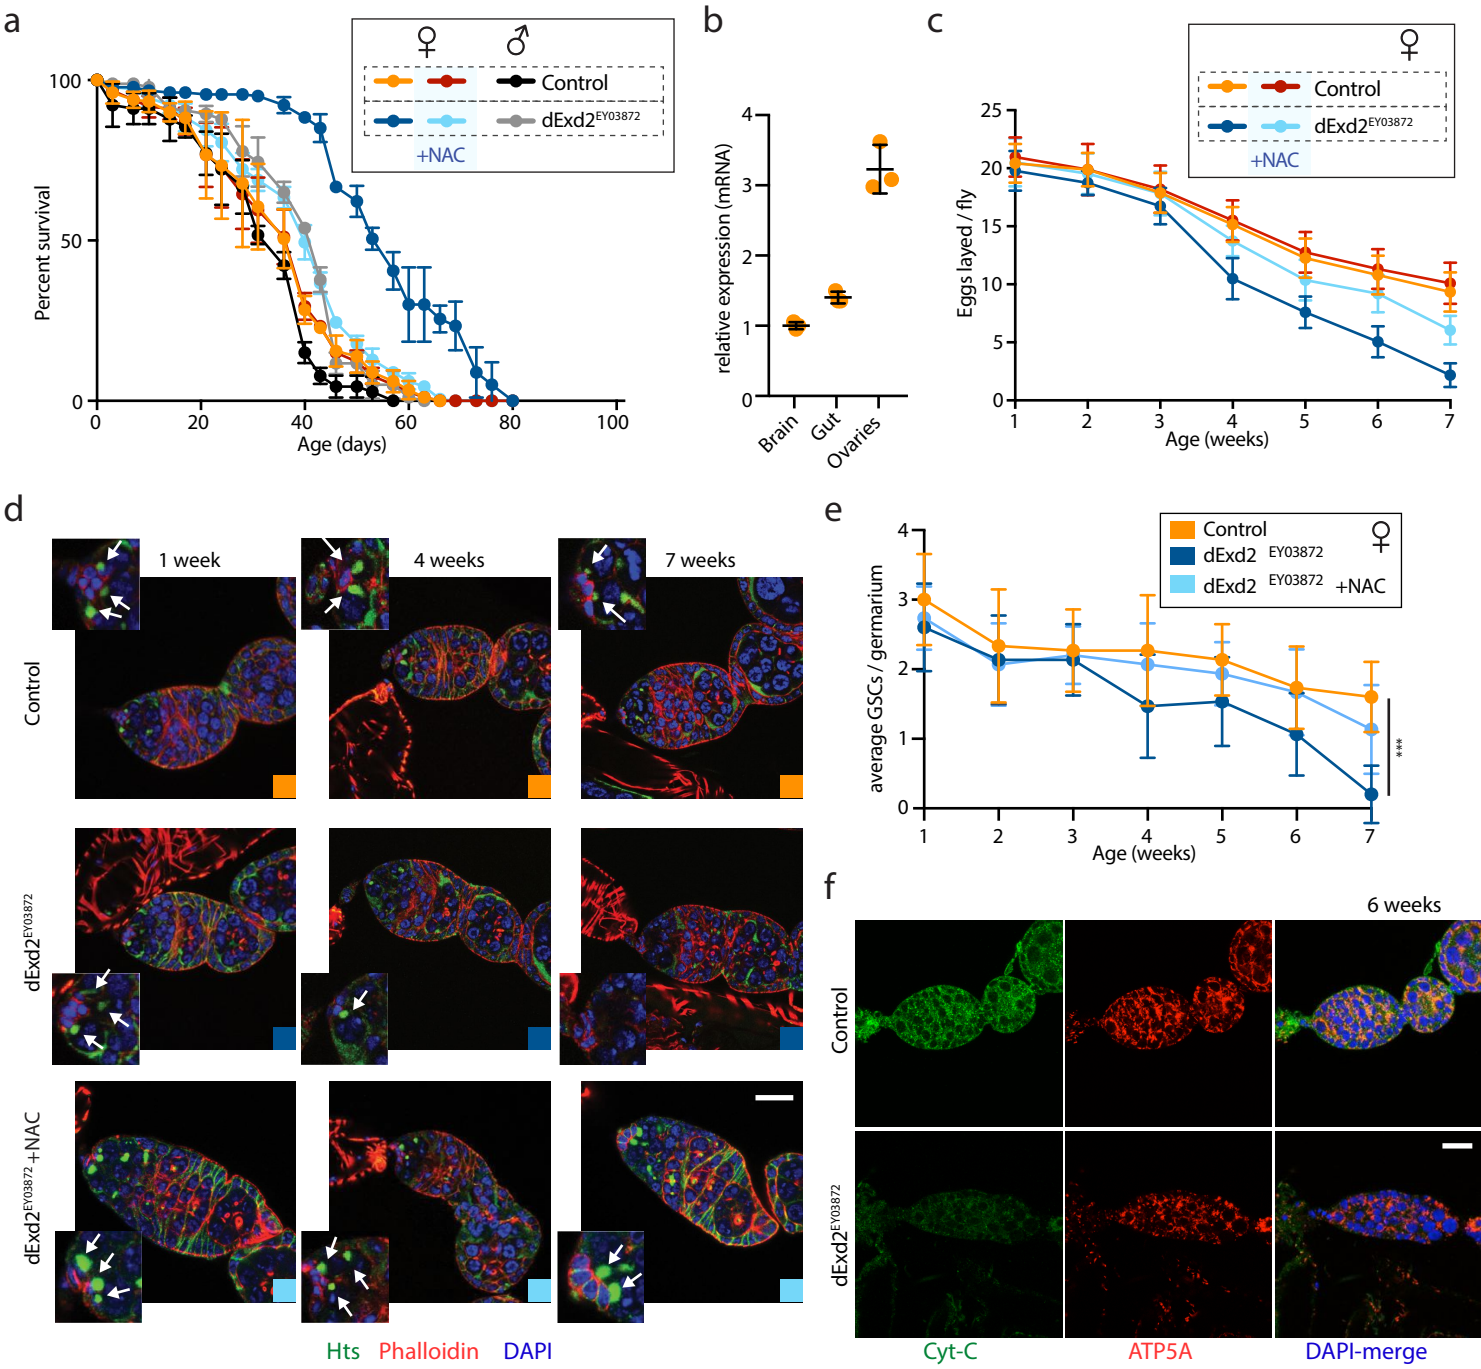 a
♀ ♂
Control
dExd2EY03872
+NAC
Percent survival
100
50
0
0 20 40 60 80 100
Age (days)
b
relative expression (mRNA)
4
3
2
1
0
Brain
Gut
Ovaries
c
♀
Control
dExd2EY03872
+NAC
Eggs layed / fly
25
20
15
10
5
0
1 2 3 4 5 6 7
Age (weeks)
d
1 week 4 weeks 7 weeks
Control
dExd2EY03872
dExd2EY03872 +NAC
Hts Phalloidin DAPI
e
Control ♀
dExd2 EY03872
dExd2 EY03872 +NAC
average GSCs / germarium
4
3
2
1
0
***
1 2 3 4 5 6 7
Age (weeks)
f
6 weeks
Control
dExd2EY03872
Cyt-C ATP5A DAPI-merge